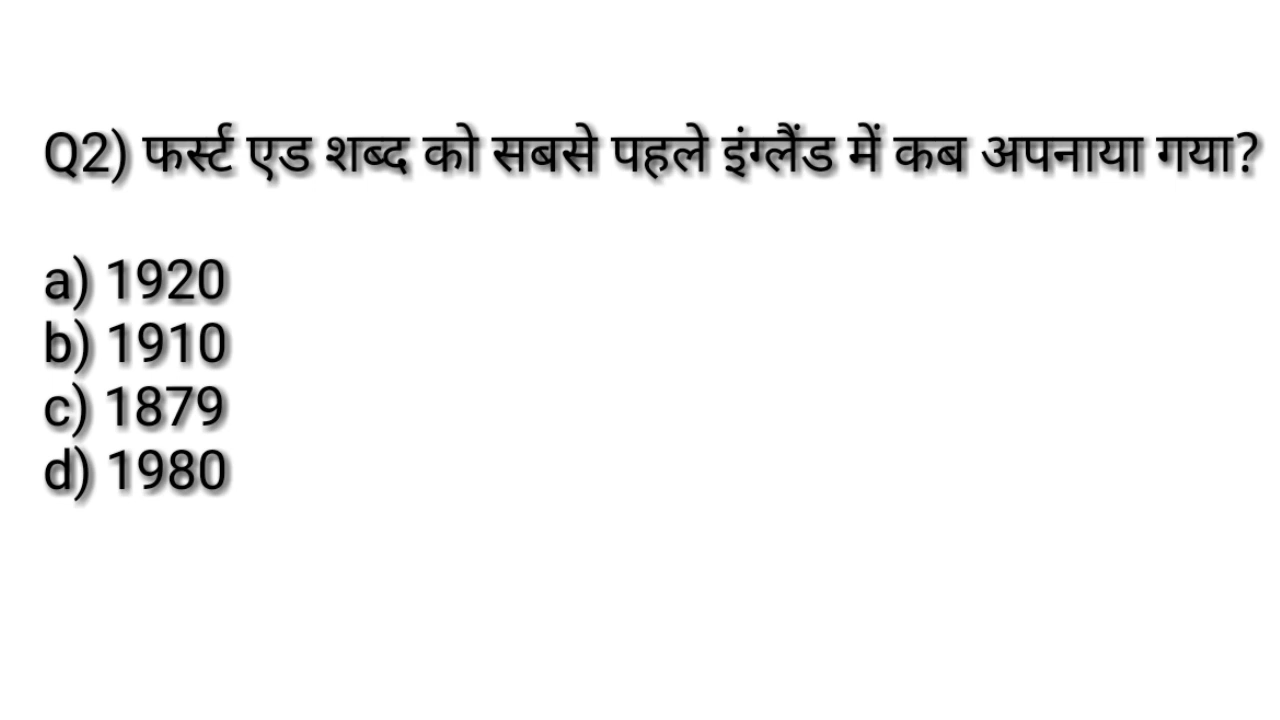 Q2) फर्स्ट एड शब्द को सबसे पहले इंग्लैंड में कब अपनाया गया?
a) 1920
b) 1910
c) 1879
d) 1980